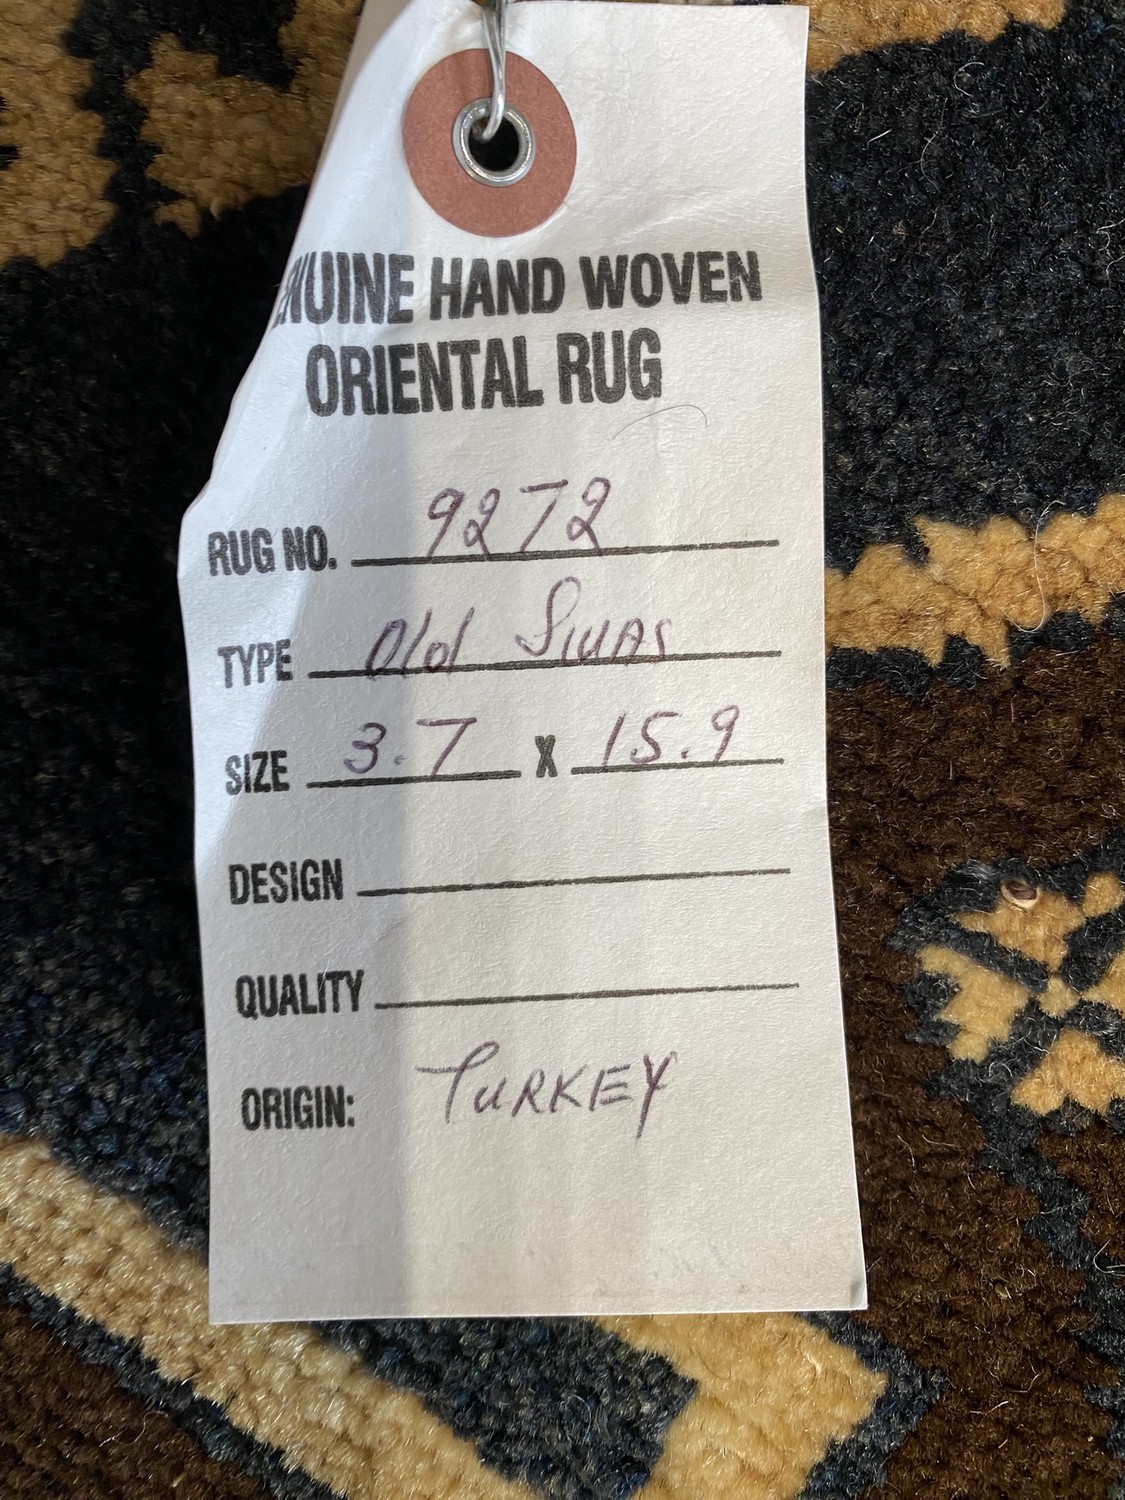 ENUINE HAND WOVEN
ORIENTAL RUG
RUG NO. 9272
TYPE Old SIVAS
SIZE 3.7 X 15.9
DESIGN
QUALITY
ORIGIN: TURKEY